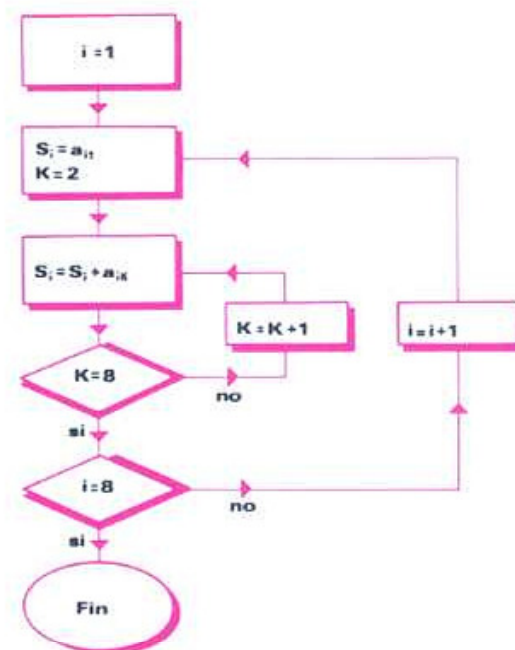 i=1
Sᵢ=aᵢ₁
K=2
Sᵢ=Sᵢ+aᵢₖ
K=K+1
i=i+1
K=8
no
si
i=8
no
si
Fin